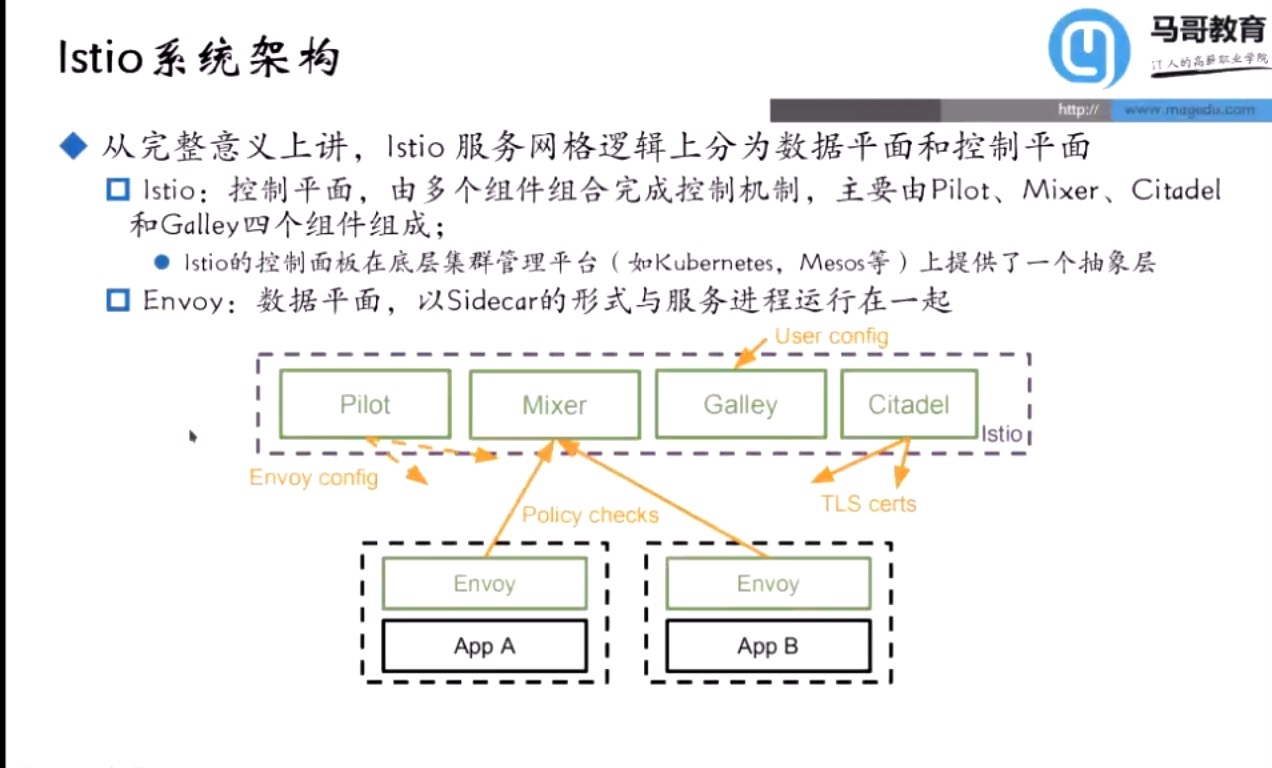 Istio系统架构
马哥教育
IT人的高薪职业学院
http://
www.magedu.com
从完整意义上讲，Istio 服务网格逻辑上分为数据平面和控制平面
Istio：控制平面，由多个组件组合完成控制机制，主要由Pilot、Mixer、Citadel
和Galley四个组件组成；
Istio的控制面板在底层集群管理平台（如Kubernetes，Mesos等）上提供了一个抽象层
Envoy：数据平面，以Sidecar的形式与服务进程运行在一起
User config
Pilot
Mixer
Galley
Citadel
Istio
Envoy config
Policy checks
TLS certs
Envoy
Envoy
App A
App B